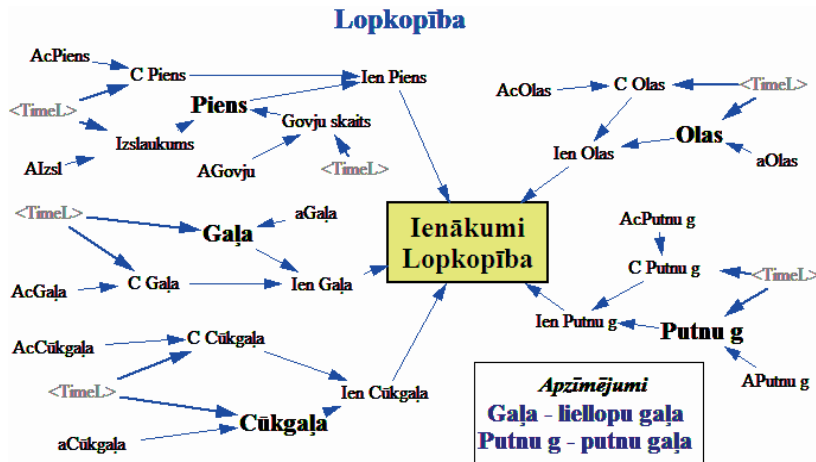 Lopkopība
AcPiens
C Piens
Ien Piens
<TimeL>
Piens
Izslaukums
Govju skaits
AIzsl
AGovju
<TimeL>
AcOlas
C Olas
<TimeL>
Olas
Ien Olas
aOlas
<TimeL>
aGaļa
Gaļa
AcGaļa
C Gaļa
Ien Gaļa
Ienākumi
Lopkopība
AcPutnu g
C Putnu g
<TimeL>
Ien Putnu g
Putnu g
APutnu g
AcCūkgaļa
C Cūkgaļa
<TimeL>
Ien Cūkgaļa
Cūkgaļa
aCūkgaļa
Apzīmējumi
Gaļa - liellopu gaļa
Putnu g - putnu gaļa